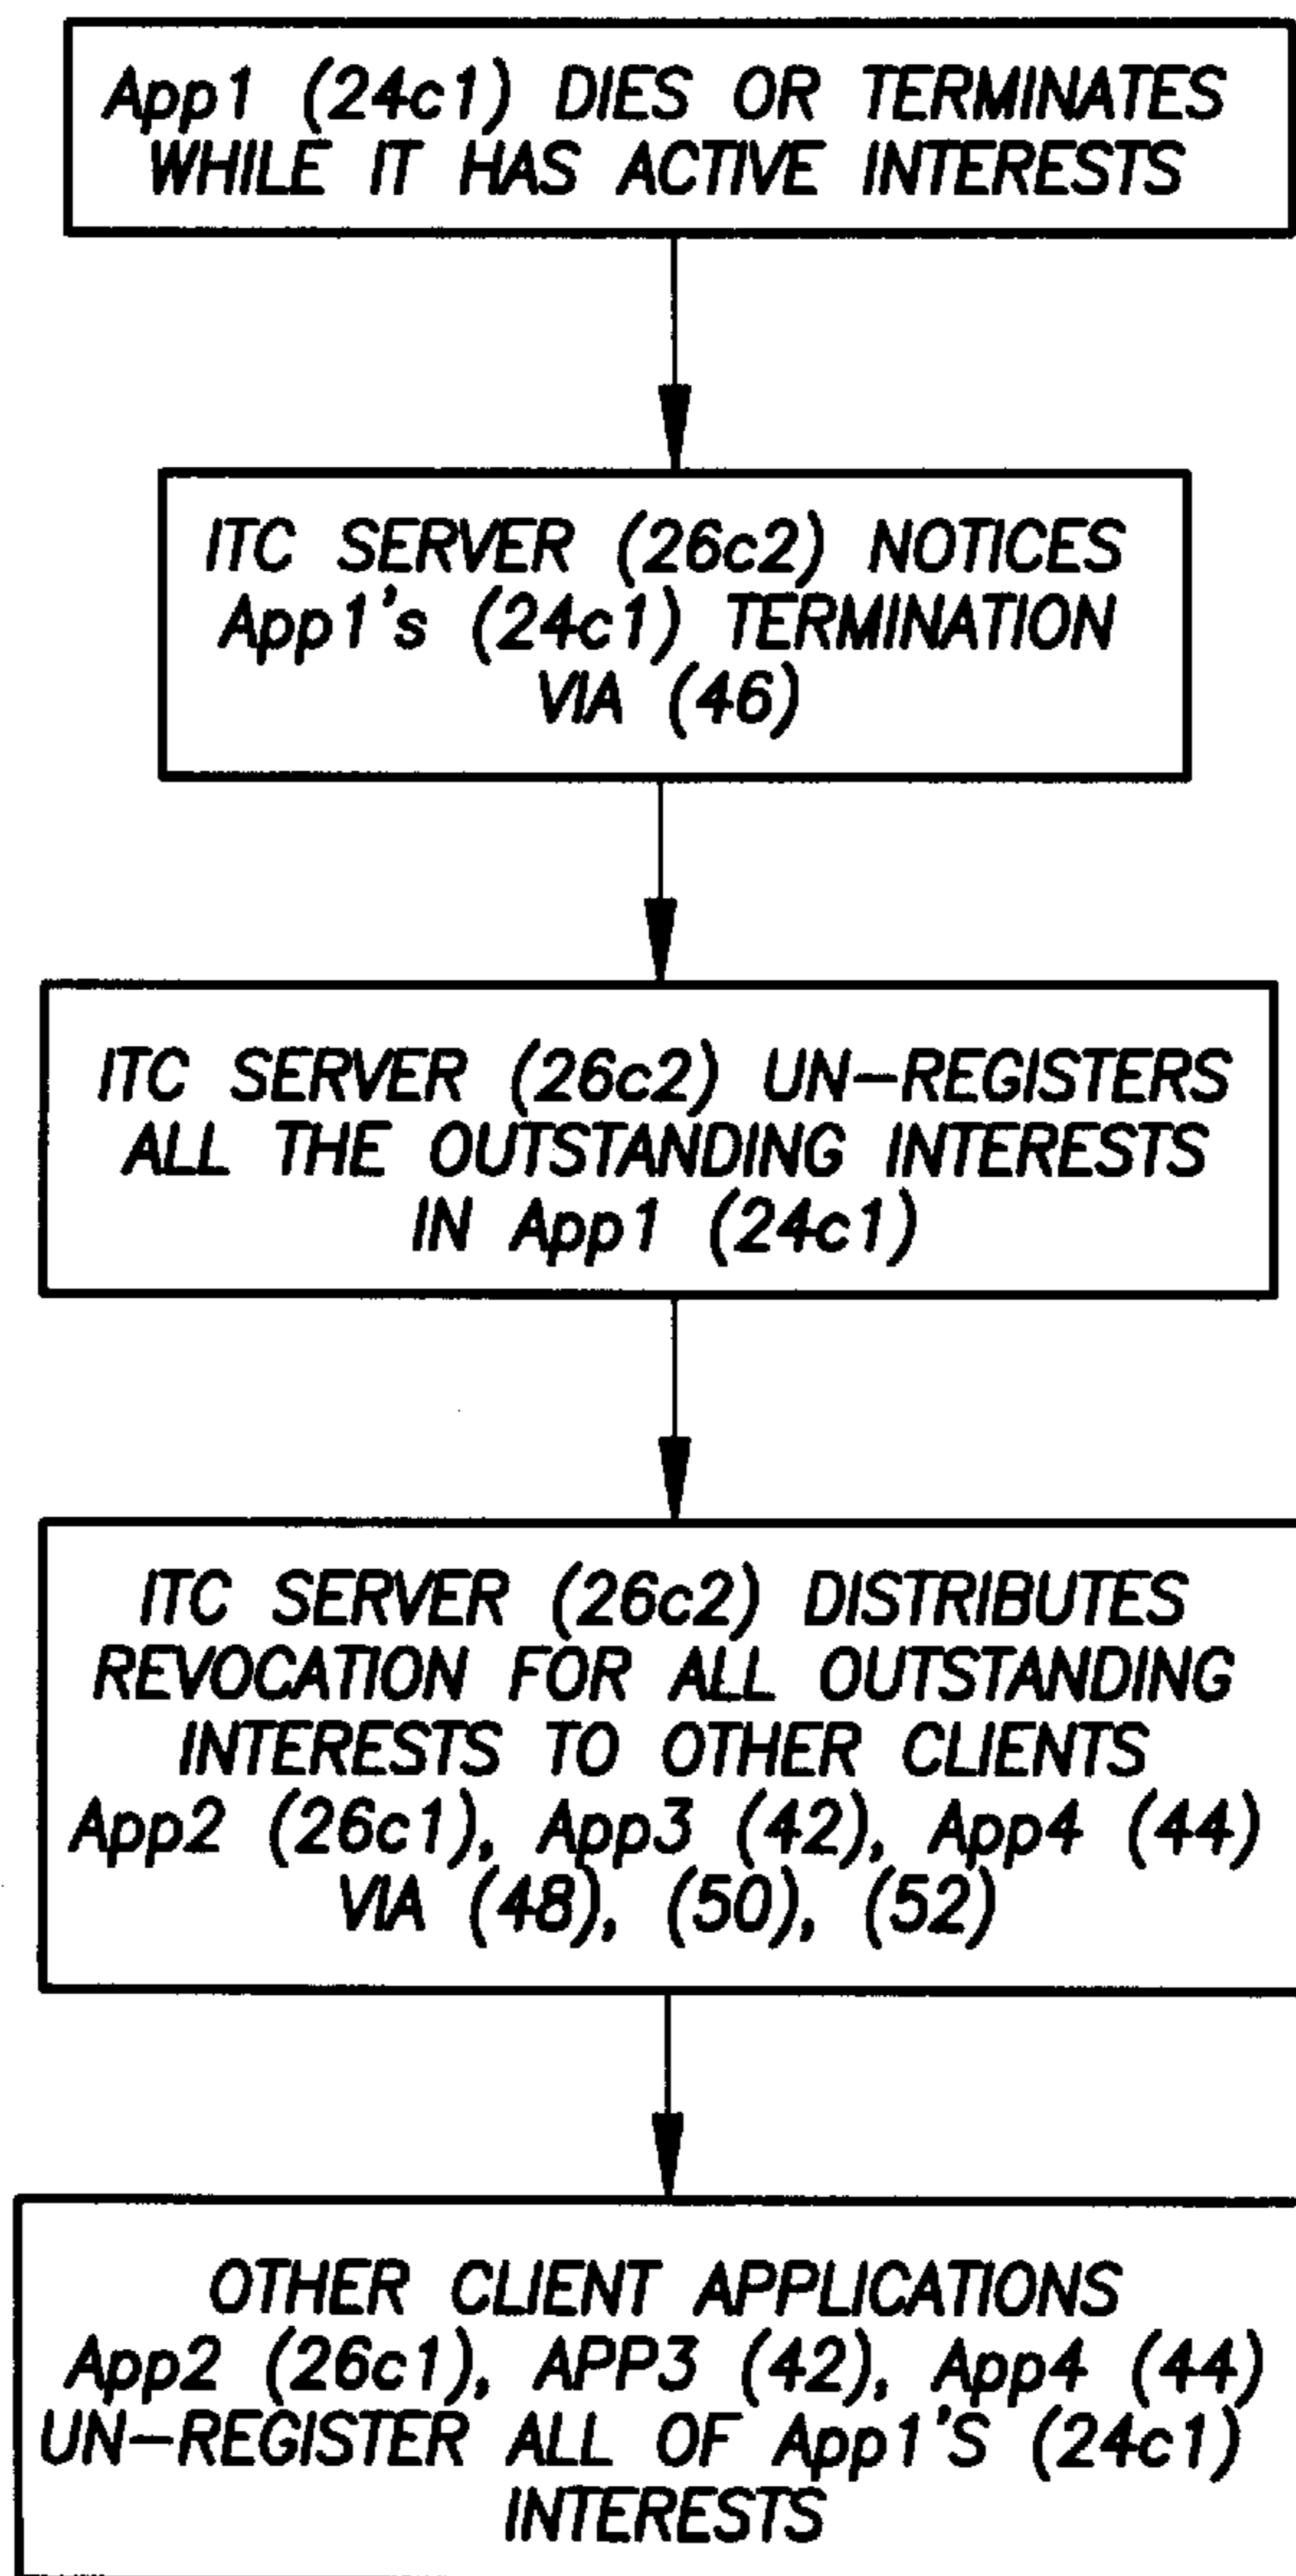 App1 (24c1) DIES OR TERMINATES
WHILE IT HAS ACTIVE INTERESTS
ITC SERVER (26c2) NOTICES
App1's (24c1) TERMINATION
VIA (46)
ITC SERVER (26c2) UN-REGISTERS
ALL THE OUTSTANDING INTERESTS
IN App1 (24c1)
ITC SERVER (26c2) DISTRIBUTES
REVOCATION FOR ALL OUTSTANDING
INTERESTS TO OTHER CLIENTS
App2 (26c1), App3 (42), App4 (44)
VIA (48), (50), (52)
OTHER CLIENT APPLICATIONS
App2 (26c1), APP3 (42), App4 (44)
UN-REGISTER ALL OF App1'S (24c1)
INTERESTS